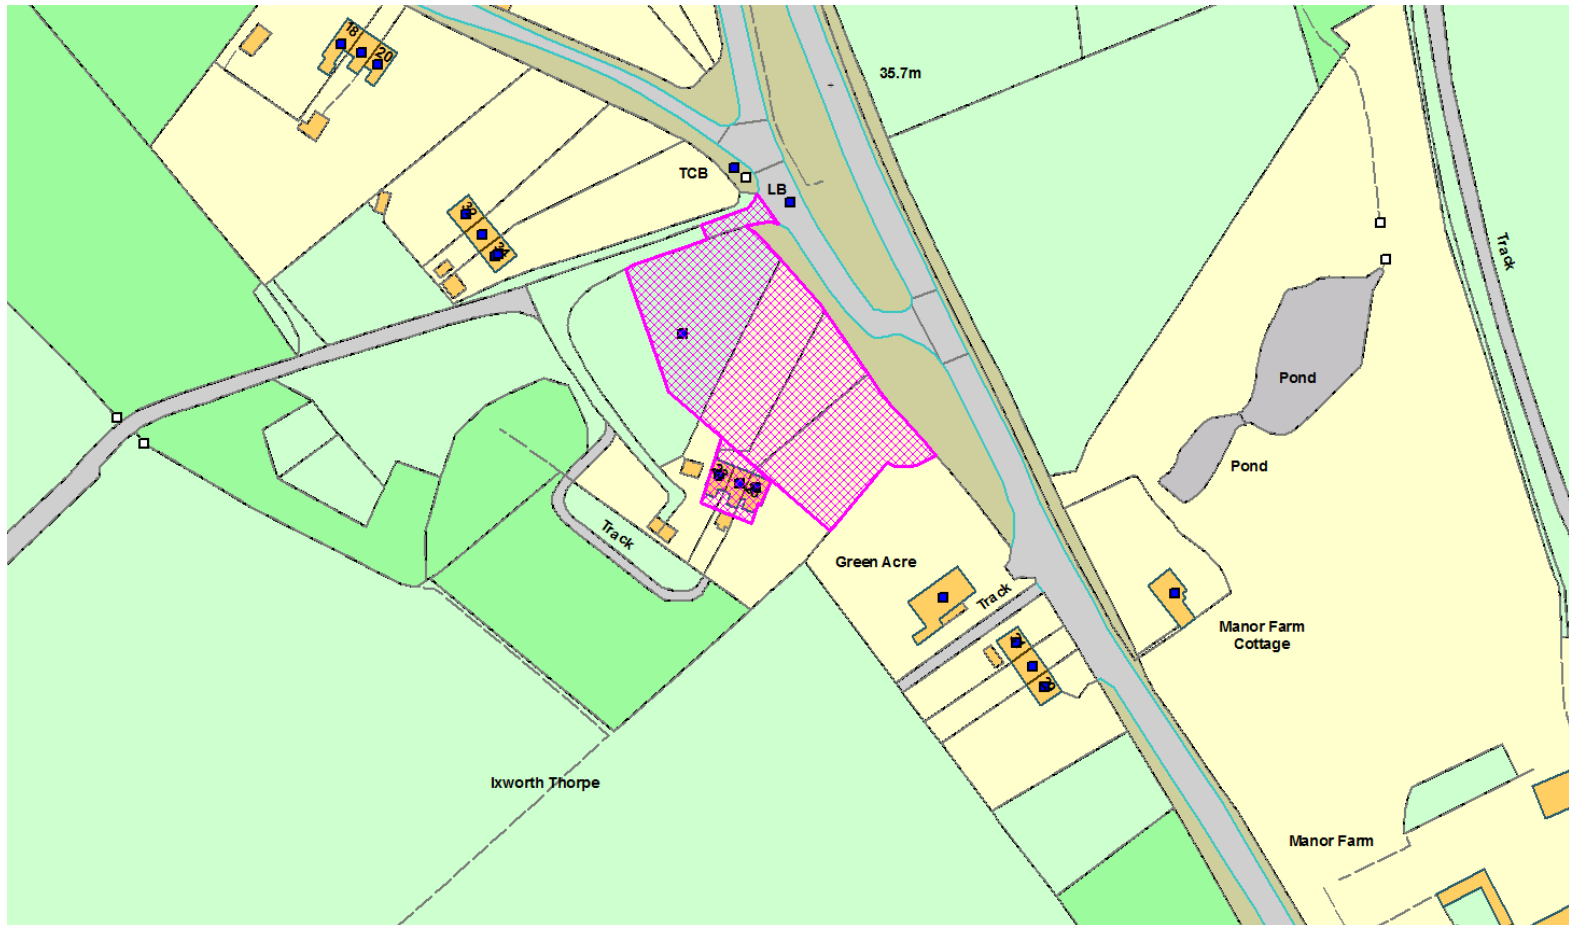 18
20
35.7m
TCB
LB
Track
Pond
Pond
Track
Green Acre
Track
Manor Farm
Cottage
Ixworth Thorpe
Manor Farm